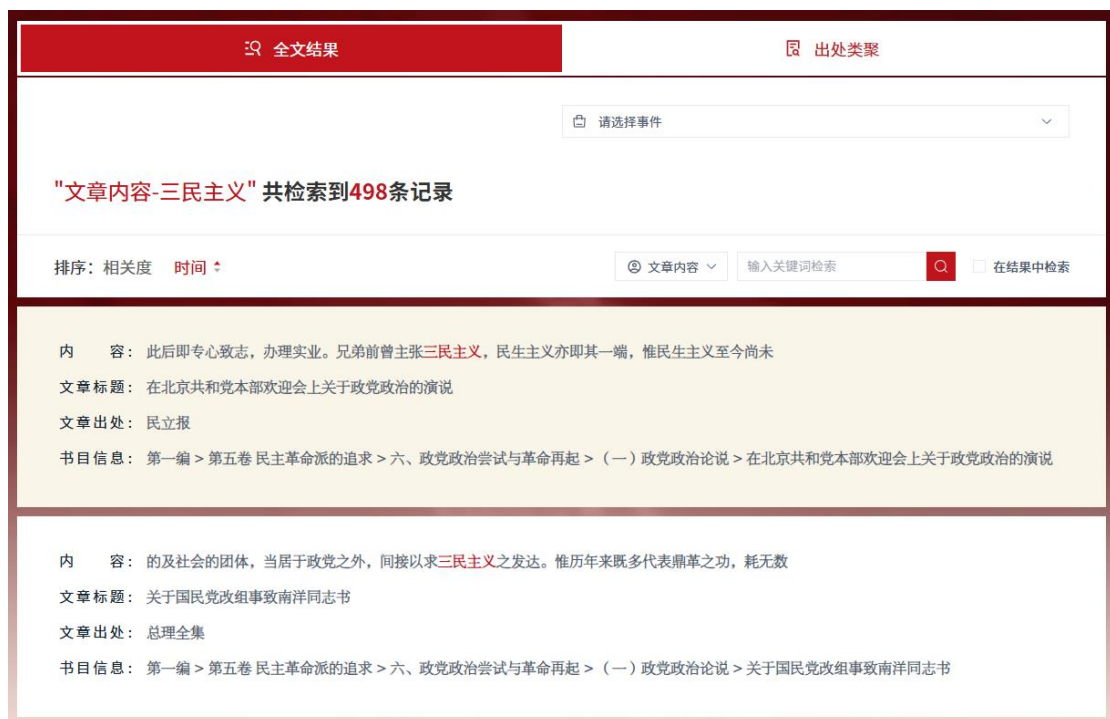 全文结果
出处类聚
请选择事件
"文章内容-三民主义"共检索到498条记录
排序：相关度 时间
文章内容 输入关键词检索 在结果中检索
内 容： 此后即专心致志，办理实业。兄弟前曾主张三民主义，民生主义亦即其一端，惟民生主义至今尚未
文章标题： 在北京共和党本部欢迎会上关于政党政治的演说
文章出处： 民立报
书目信息： 第一编 > 第五卷 民主革命派的追求 > 六、政党政治尝试与革命再起 > （一）政党政治论说 > 在北京共和党本部欢迎会上关于政党政治的演说
内 容： 的及社会的团体，当居于政党之外，间接以求三民主义之发达。惟历年来既多代表鼎革之功，耗无数
文章标题： 关于国民党改组事致南洋同志书
文章出处： 总理全集
书目信息： 第一编 > 第五卷 民主革命派的追求 > 六、政党政治尝试与革命再起 > （一）政党政治论说 > 关于国民党改组事致南洋同志书